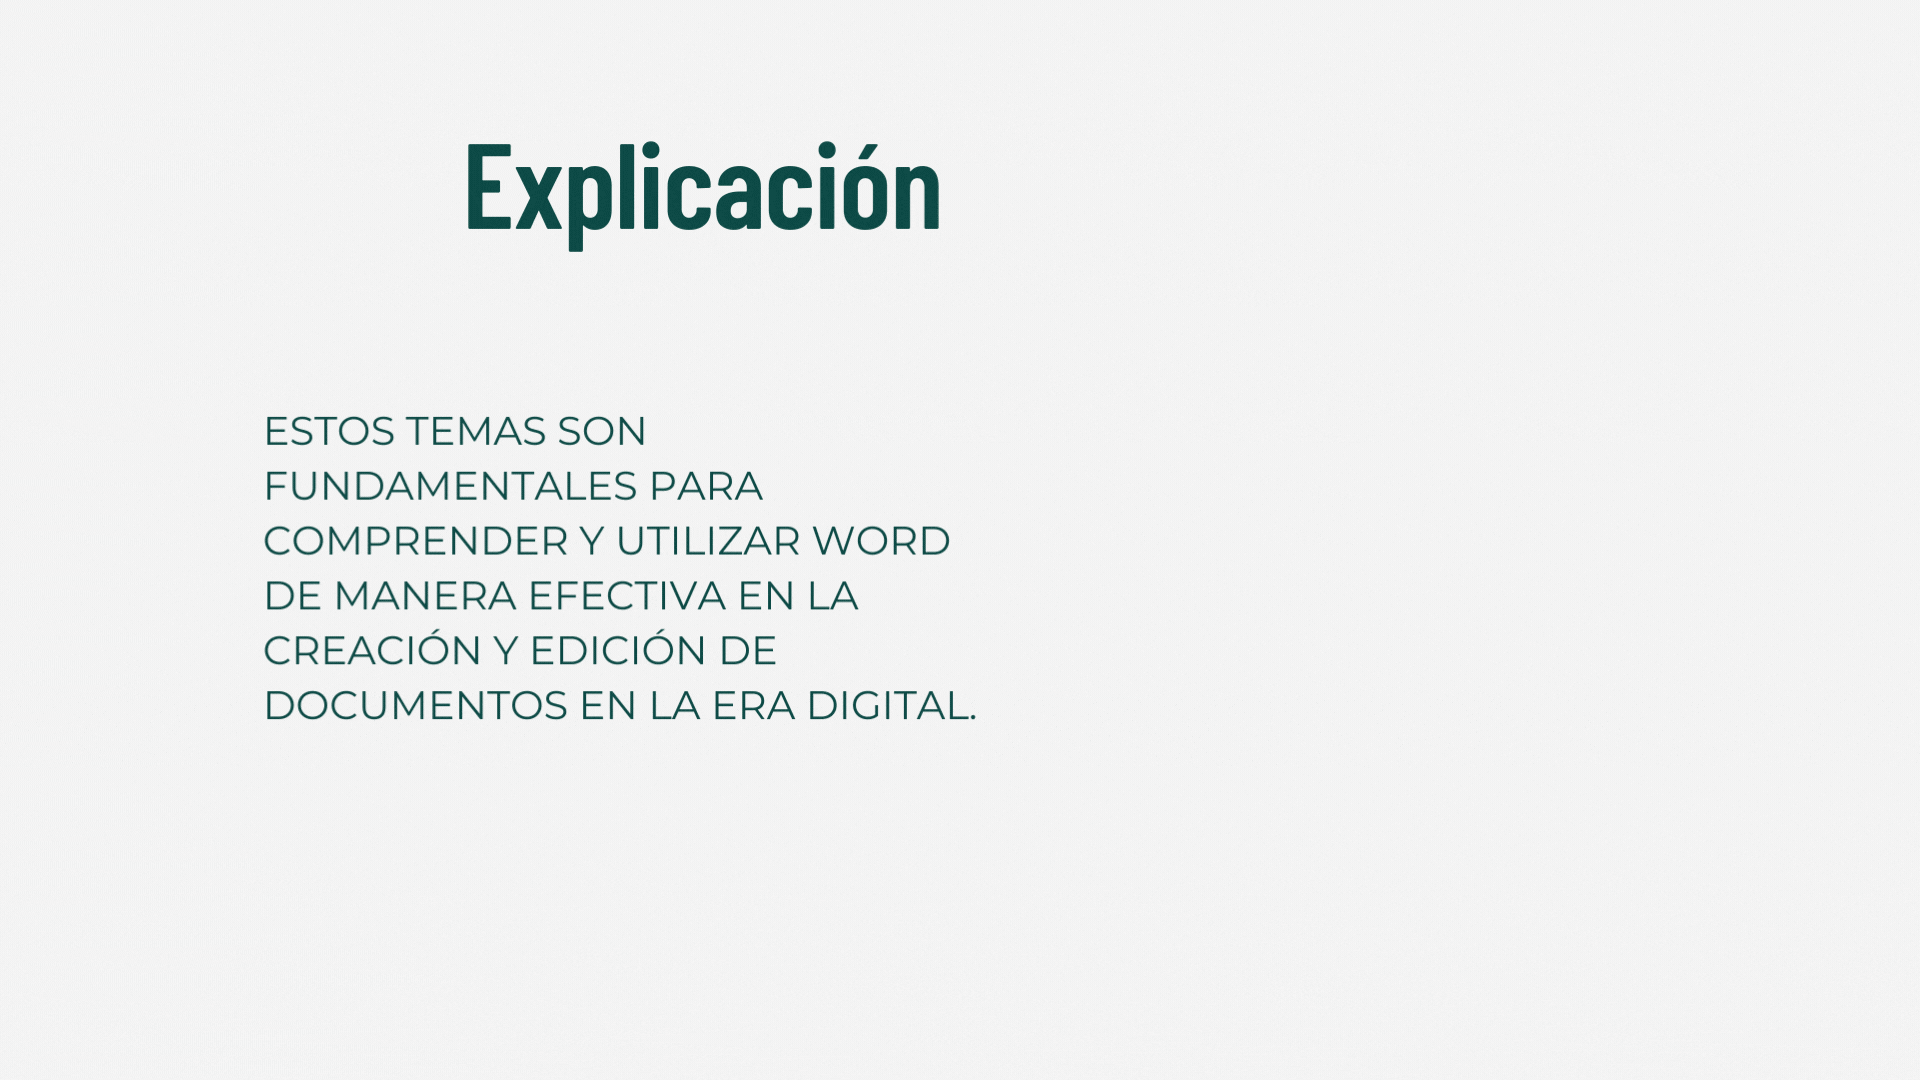 Explicación
ESTOS TEMAS SON
FUNDAMENTALES PARA
COMPRENDER Y UTILIZAR WORD
DE MANERA EFECTIVA EN LA
CREACIÓN Y EDICIÓN DE
DOCUMENTOS EN LA ERA DIGITAL.